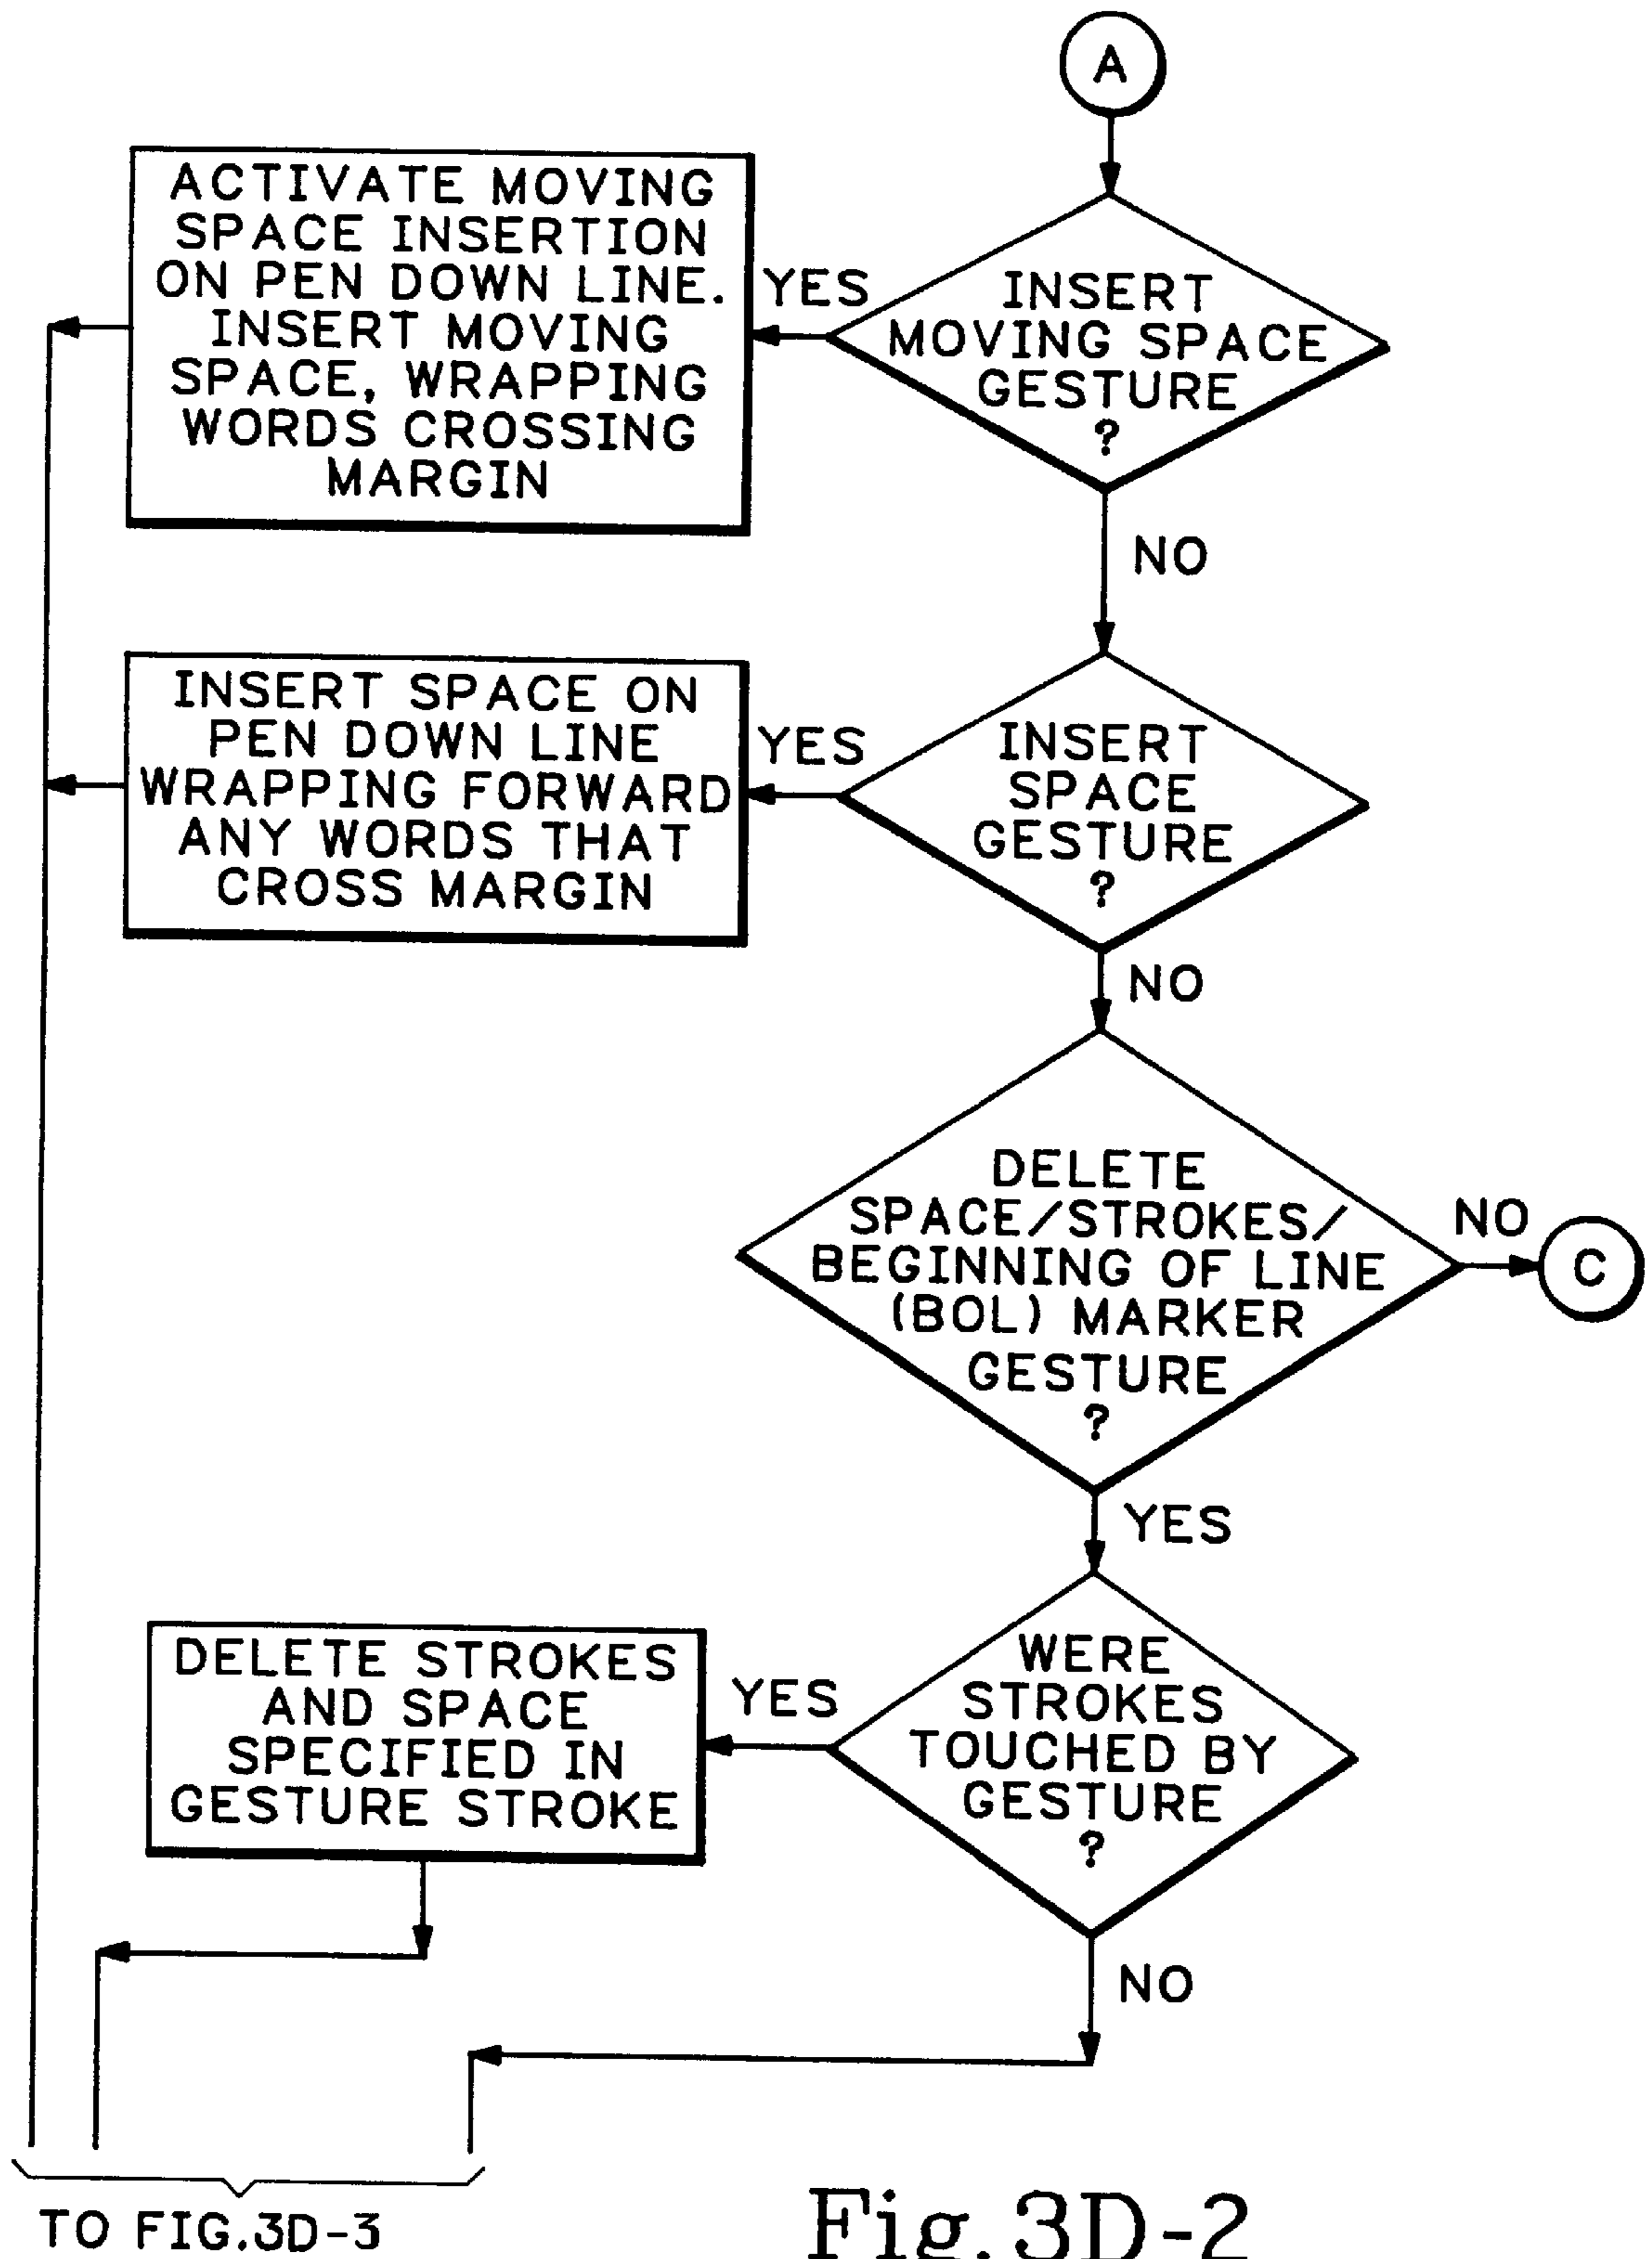 A
ACTIVATE MOVING
SPACE INSERTION
ON PEN DOWN LINE.
INSERT MOVING
SPACE, WRAPPING
WORDS CROSSING
MARGIN
YES
INSERT
MOVING SPACE
GESTURE
?
NO
INSERT SPACE ON
PEN DOWN LINE
WRAPPING FORWARD
ANY WORDS THAT
CROSS MARGIN
YES
INSERT
SPACE
GESTURE
?
NO
DELETE
SPACE/STROKES/
BEGINNING OF LINE
(BOL) MARKER
GESTURE
?
NO
C
YES
DELETE STROKES
AND SPACE
SPECIFIED IN
GESTURE STROKE
YES
WERE
STROKES
TOUCHED BY
GESTURE
?
NO
TO FIG.3D-3
Fig.3D-2